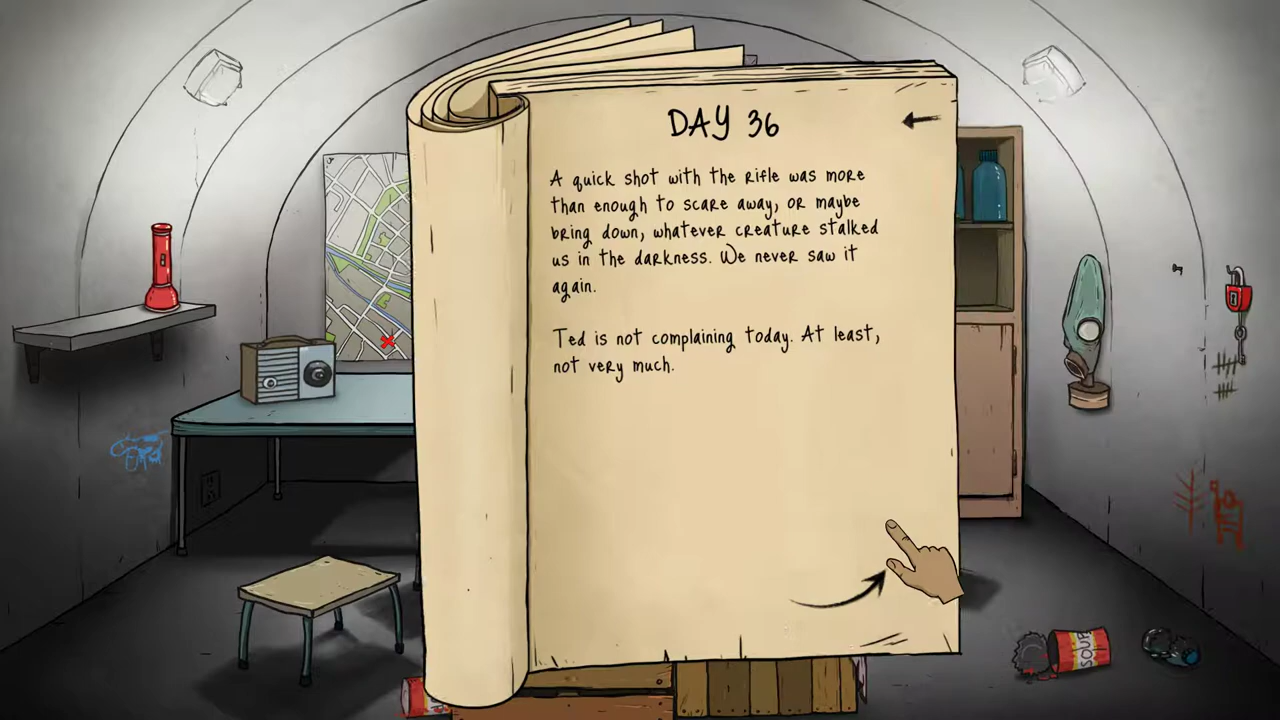 DAY 36
A quick shot with the rifle was more
than enough to scare away, or maybe
bring down, whatever creature stalked
us in the darkness. We never saw it
again.
Ted is not complaining today. At least,
not very much.
SOUP